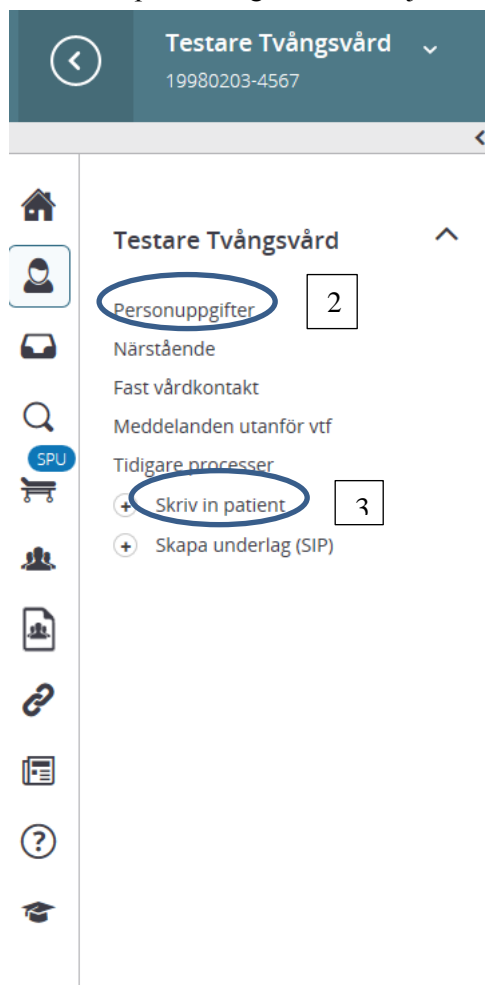 Testare Tvångsvård
19980203-4567
Testare Tvångsvård
Personuppgifter
2
Närstående
Fast vårdkontakt
Meddelanden utanför vtf
SPU
Tidigare processer
Skriv in patient
3
Skapa underlag (SIP)